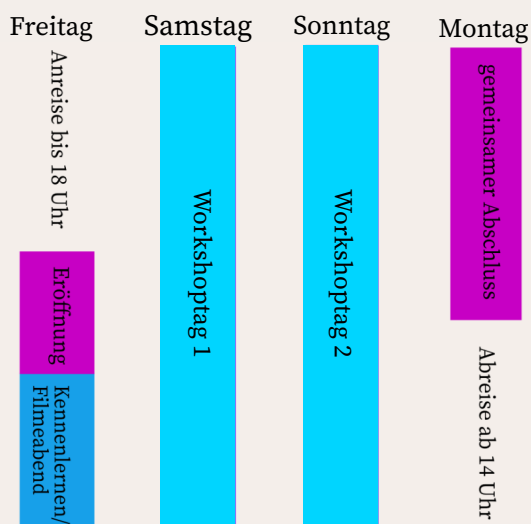 Freitag
Anreise bis 18 Uhr
Eröffnung
Kennenlernen/
Filmeabend
Samstag
Workshoptag 1
Sonntag
Workshoptag 2
Montag
gemeinsamer Abschluss
Abreise ab 14 Uhr